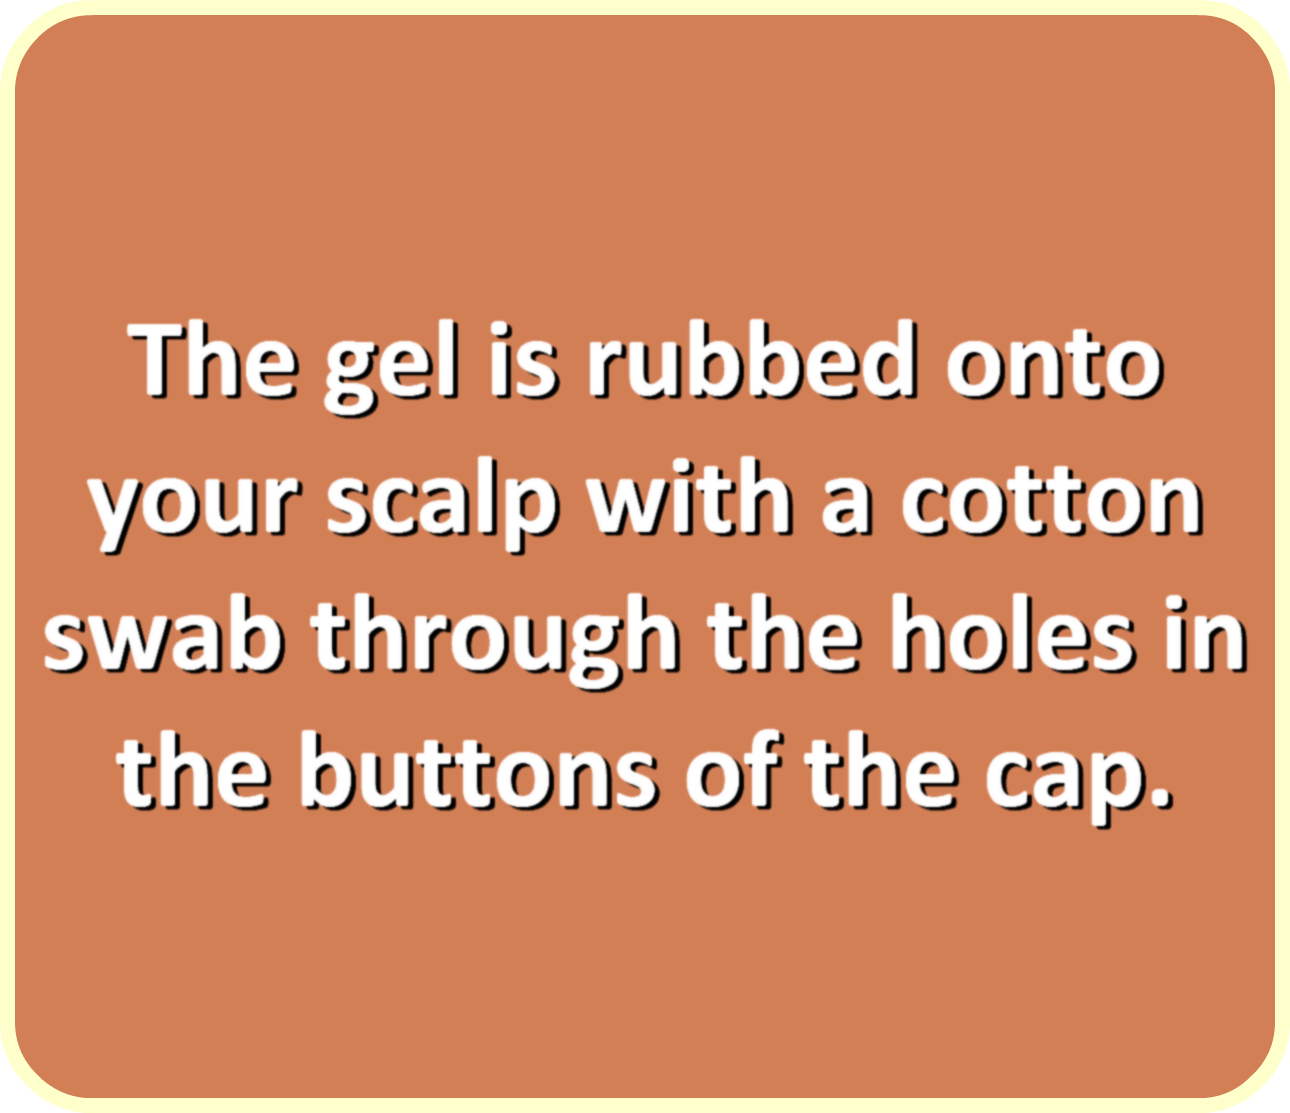 The gel is rubbed onto
your scalp with a cotton
swab through the holes in
the buttons of the cap.